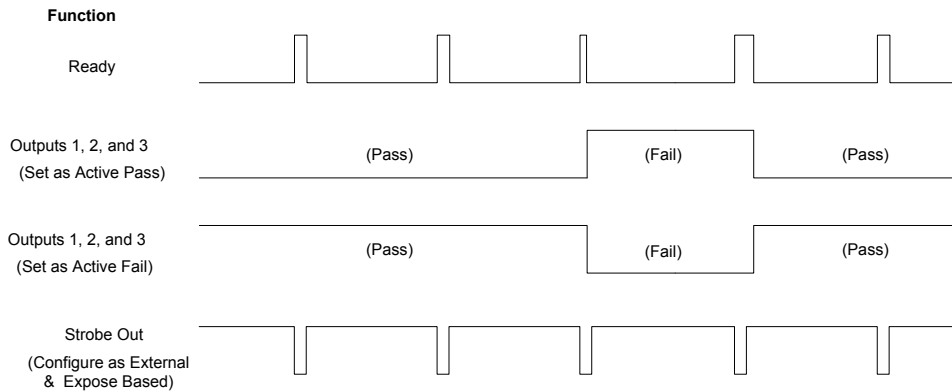 Function
Ready
Outputs 1, 2, and 3
(Set as Active Pass)
(Pass)
(Fail)
(Pass)
Outputs 1, 2, and 3
(Set as Active Fail)
(Pass)
(Fail)
(Pass)
Strobe Out
(Configure as External
& Expose Based)